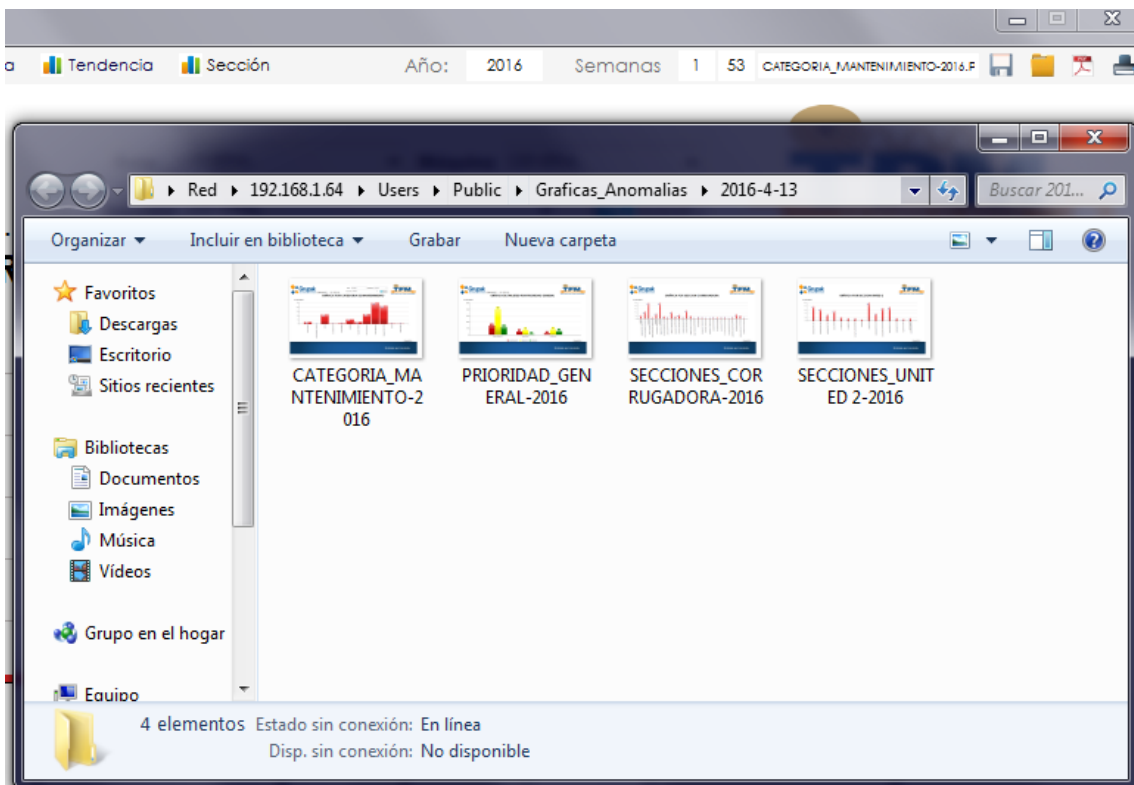 a Tendencia Sección Año: 2016 Semanas 1 53 CATEGORIA_MANTENIMIENTO-2016.P
Red 192.168.1.64 Users Public Graficas_Anomalias 2016-4-13 Buscar 201...
Organizar Incluir en biblioteca Grabar Nueva carpeta
Favoritos
Descargas
Escritorio
Sitios recientes
Bibliotecas
Documentos
Imágenes
Música
Vídeos
Grupo en el hogar
Equipo
CATEGORIA_MA
NTENIMIENTO-2
016
PRIORIDAD_GEN
ERAL-2016
SECCIONES_COR
RUGADORA-2016
SECCIONES_UNIT
ED 2-2016
4 elementos Estado sin conexión: En línea
Disp. sin conexión: No disponible